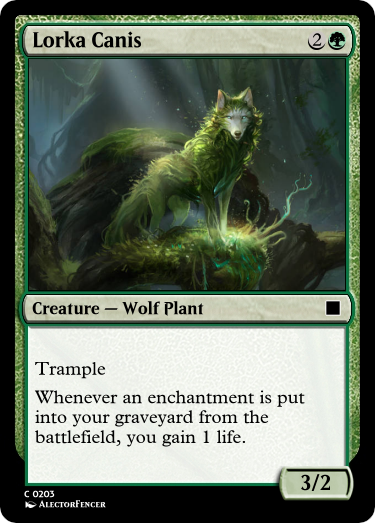 Lorka Canis 2
Creature — Wolf Plant
Trample
Whenever an enchantment is put
into your graveyard from the
battlefield, you gain 1 life.
3/2
C 0203
AlectorFencer